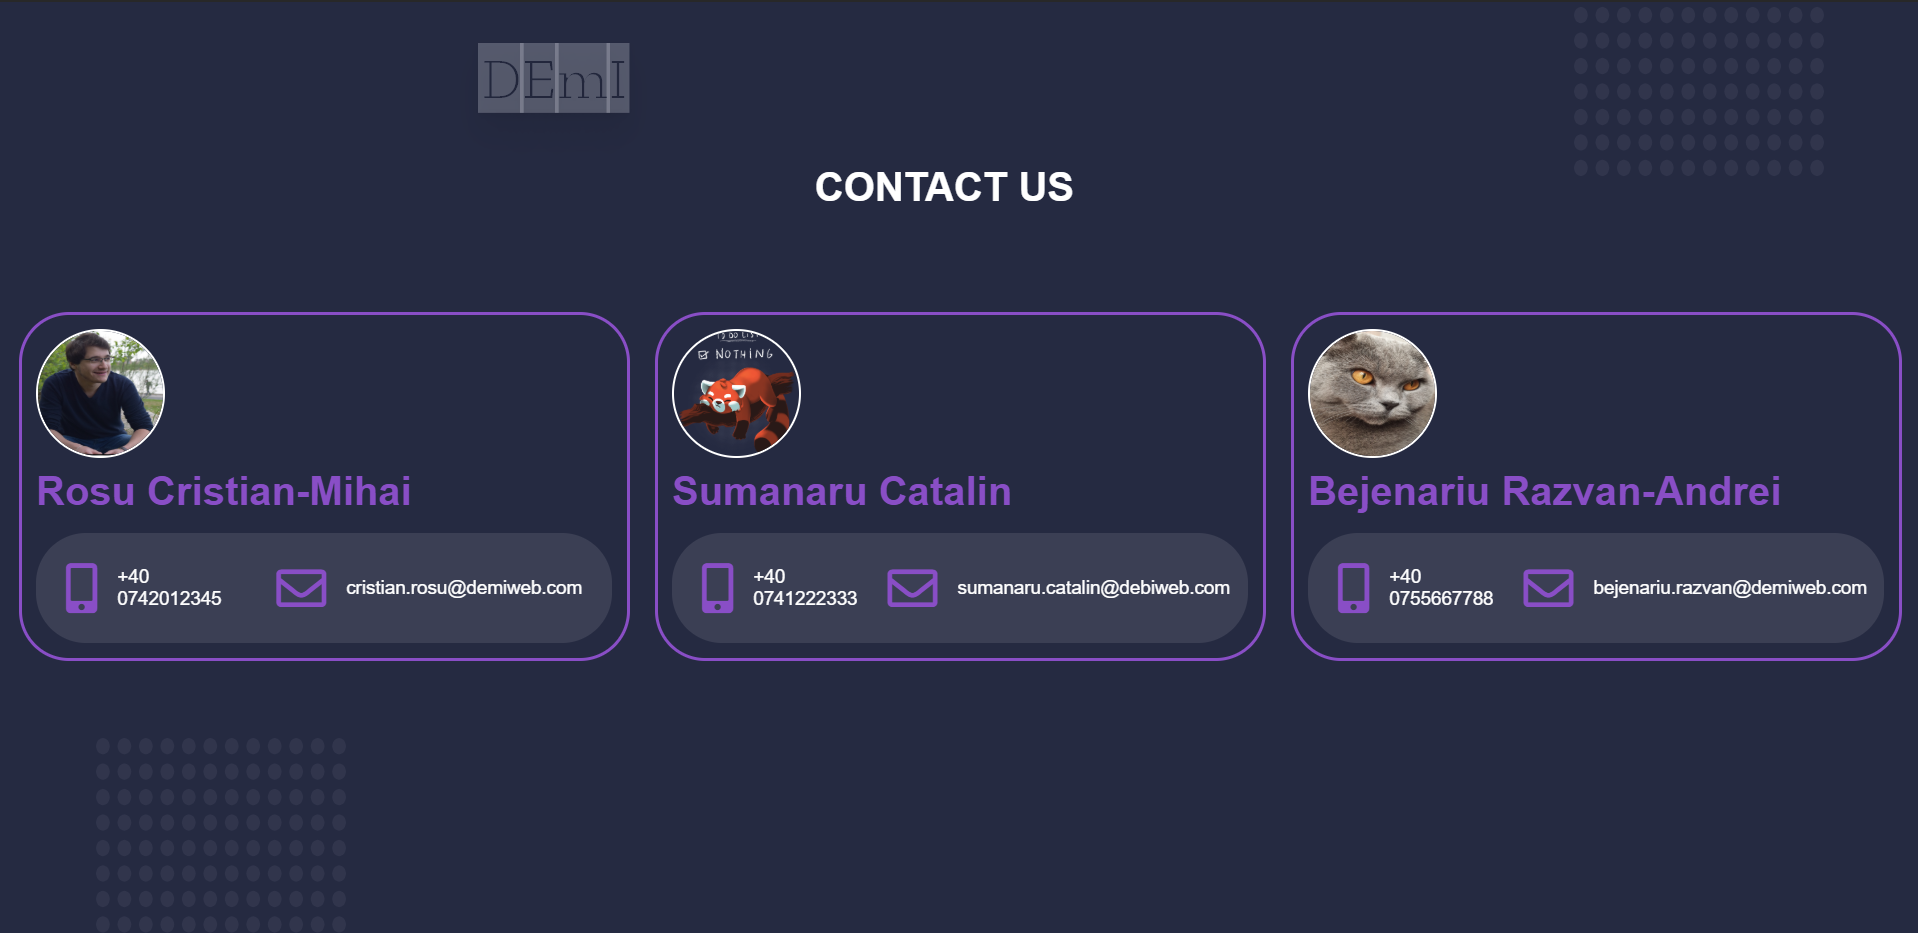 DEmI
CONTACT US
TO DO LIST
NOTHING
Rosu Cristian-Mihai
+40
0742012345
cristian.rosu@demiweb.com
Sumanaru Catalin
+40
0741222333
sumanaru.catalin@debiweb.com
Bejenariu Razvan-Andrei
+40
0755667788
bejenariu.razvan@demiweb.com